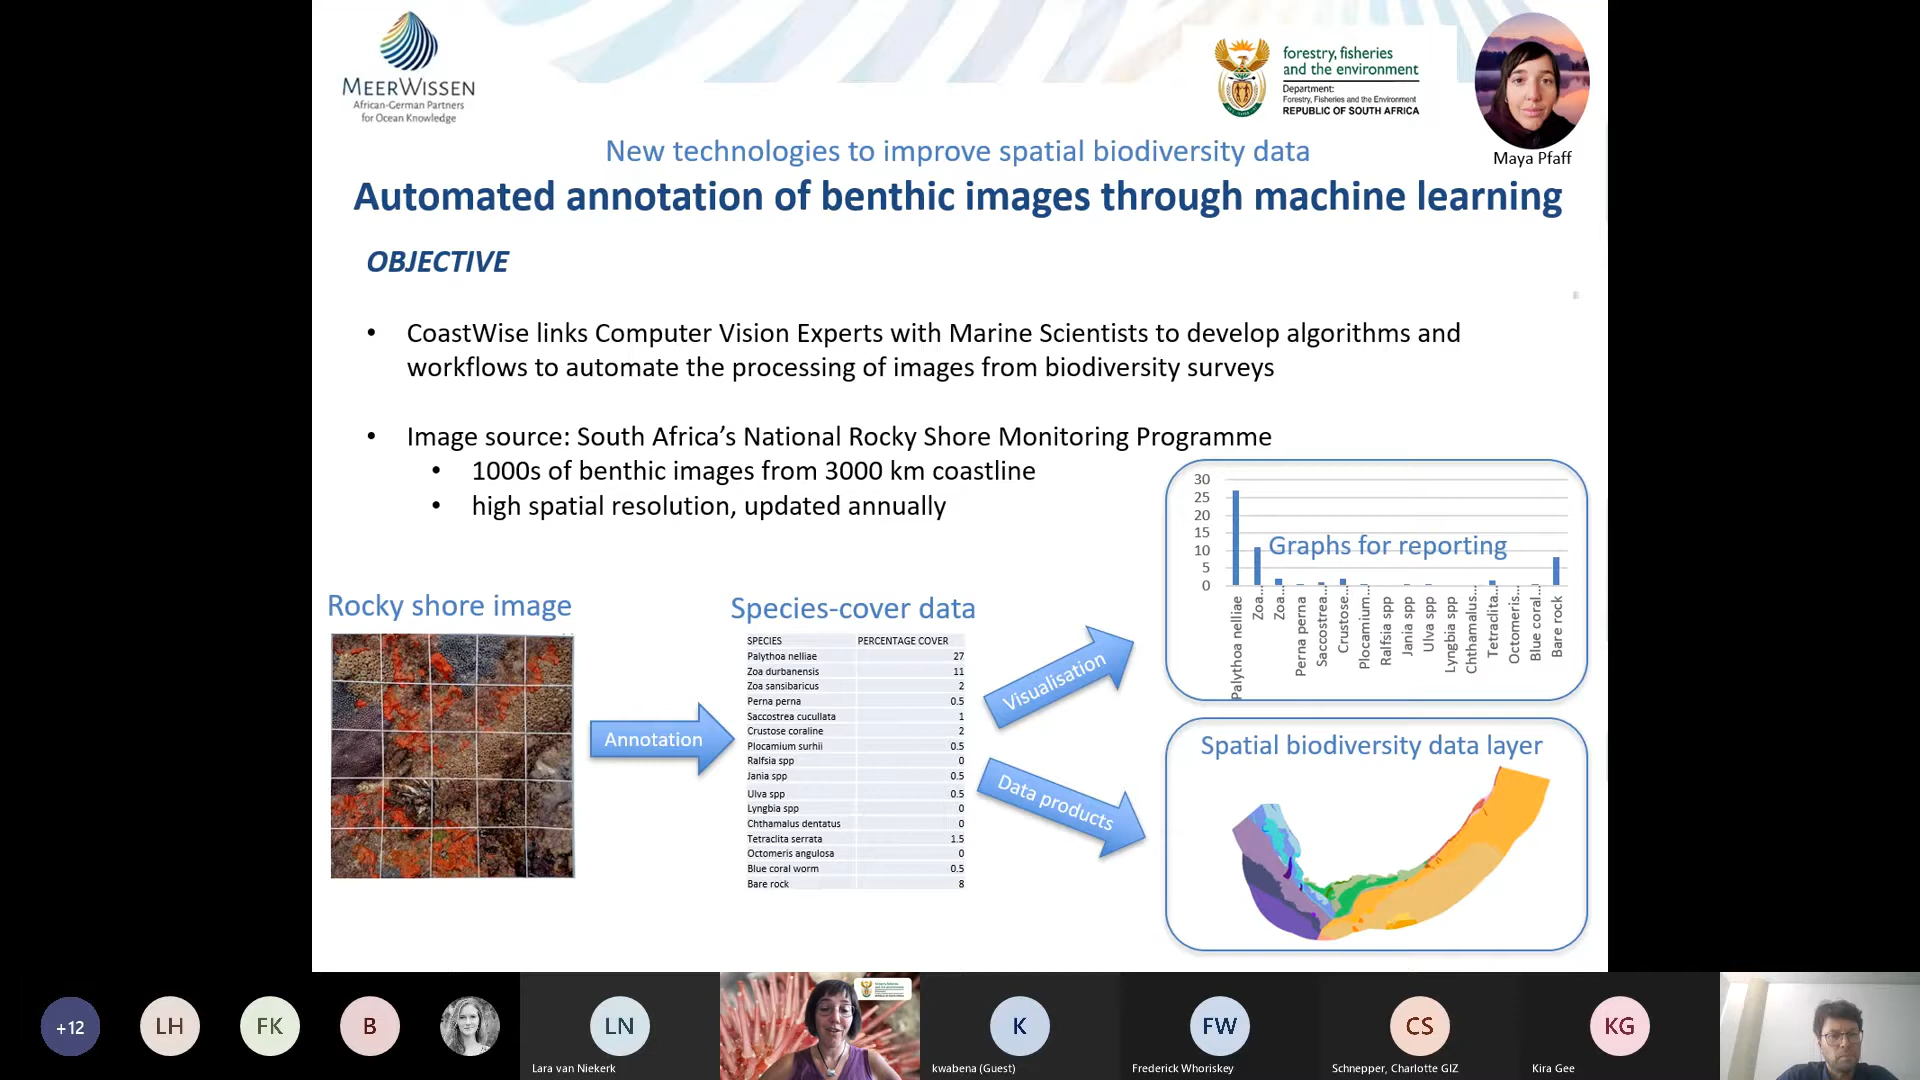 MEERWISSEN
African-German Partners
for Ocean Knowledge
forestry, fisheries
and the environment
Department:
Forestry, Fisheries and the Environment
REPUBLIC OF SOUTH AFRICA
Maya Pfaff
New technologies to improve spatial biodiversity data
Automated annotation of benthic images through machine learning
OBJECTIVE
• CoastWise links Computer Vision Experts with Marine Scientists to develop algorithms and
workflows to automate the processing of images from biodiversity surveys
• Image source: South Africa's National Rocky Shore Monitoring Programme
• 1000s of benthic images from 3000 km coastline
• high spatial resolution, updated annually
Rocky shore image
Annotation
Species-cover data
SPECIES PERCENTAGE COVER
Palythoa nelliae 27
Zoa durbanensis 11
Zoa sansibaricus 2
Perna perna 0.5
Saccostrea cucullata 1
Crustose coraline 2
Plocamium surhii 0.5
Ralfsia spp 0
Jania spp 0.5
Ulva spp 0.5
Lyngbia spp 0
Chthamalus dentatus 0
Tetraclita serrata 1.5
Octomeris angulosa 0
Blue coral worm 0.5
Bare rock 8
Visualisation
Data products
Graphs for reporting
30
25
20
15
10
5
0
Palythoa nelliae
Zoa...
Zoa...
Perna perna
Saccostrea...
Crustose...
Plocamium...
Ralfsia spp
Jania spp
Ulva spp
Lyngbia spp
Chthamalus...
Tetraclita...
Octomeris...
Blue coral...
Bare rock
Spatial biodiversity data layer
+12
LH
FK
B
LN
Lara van Niekerk
K
kwabena (Guest)
FW
Frederick Whoriskey
CS
Schnepper, Charlotte GIZ
KG
Kira Gee